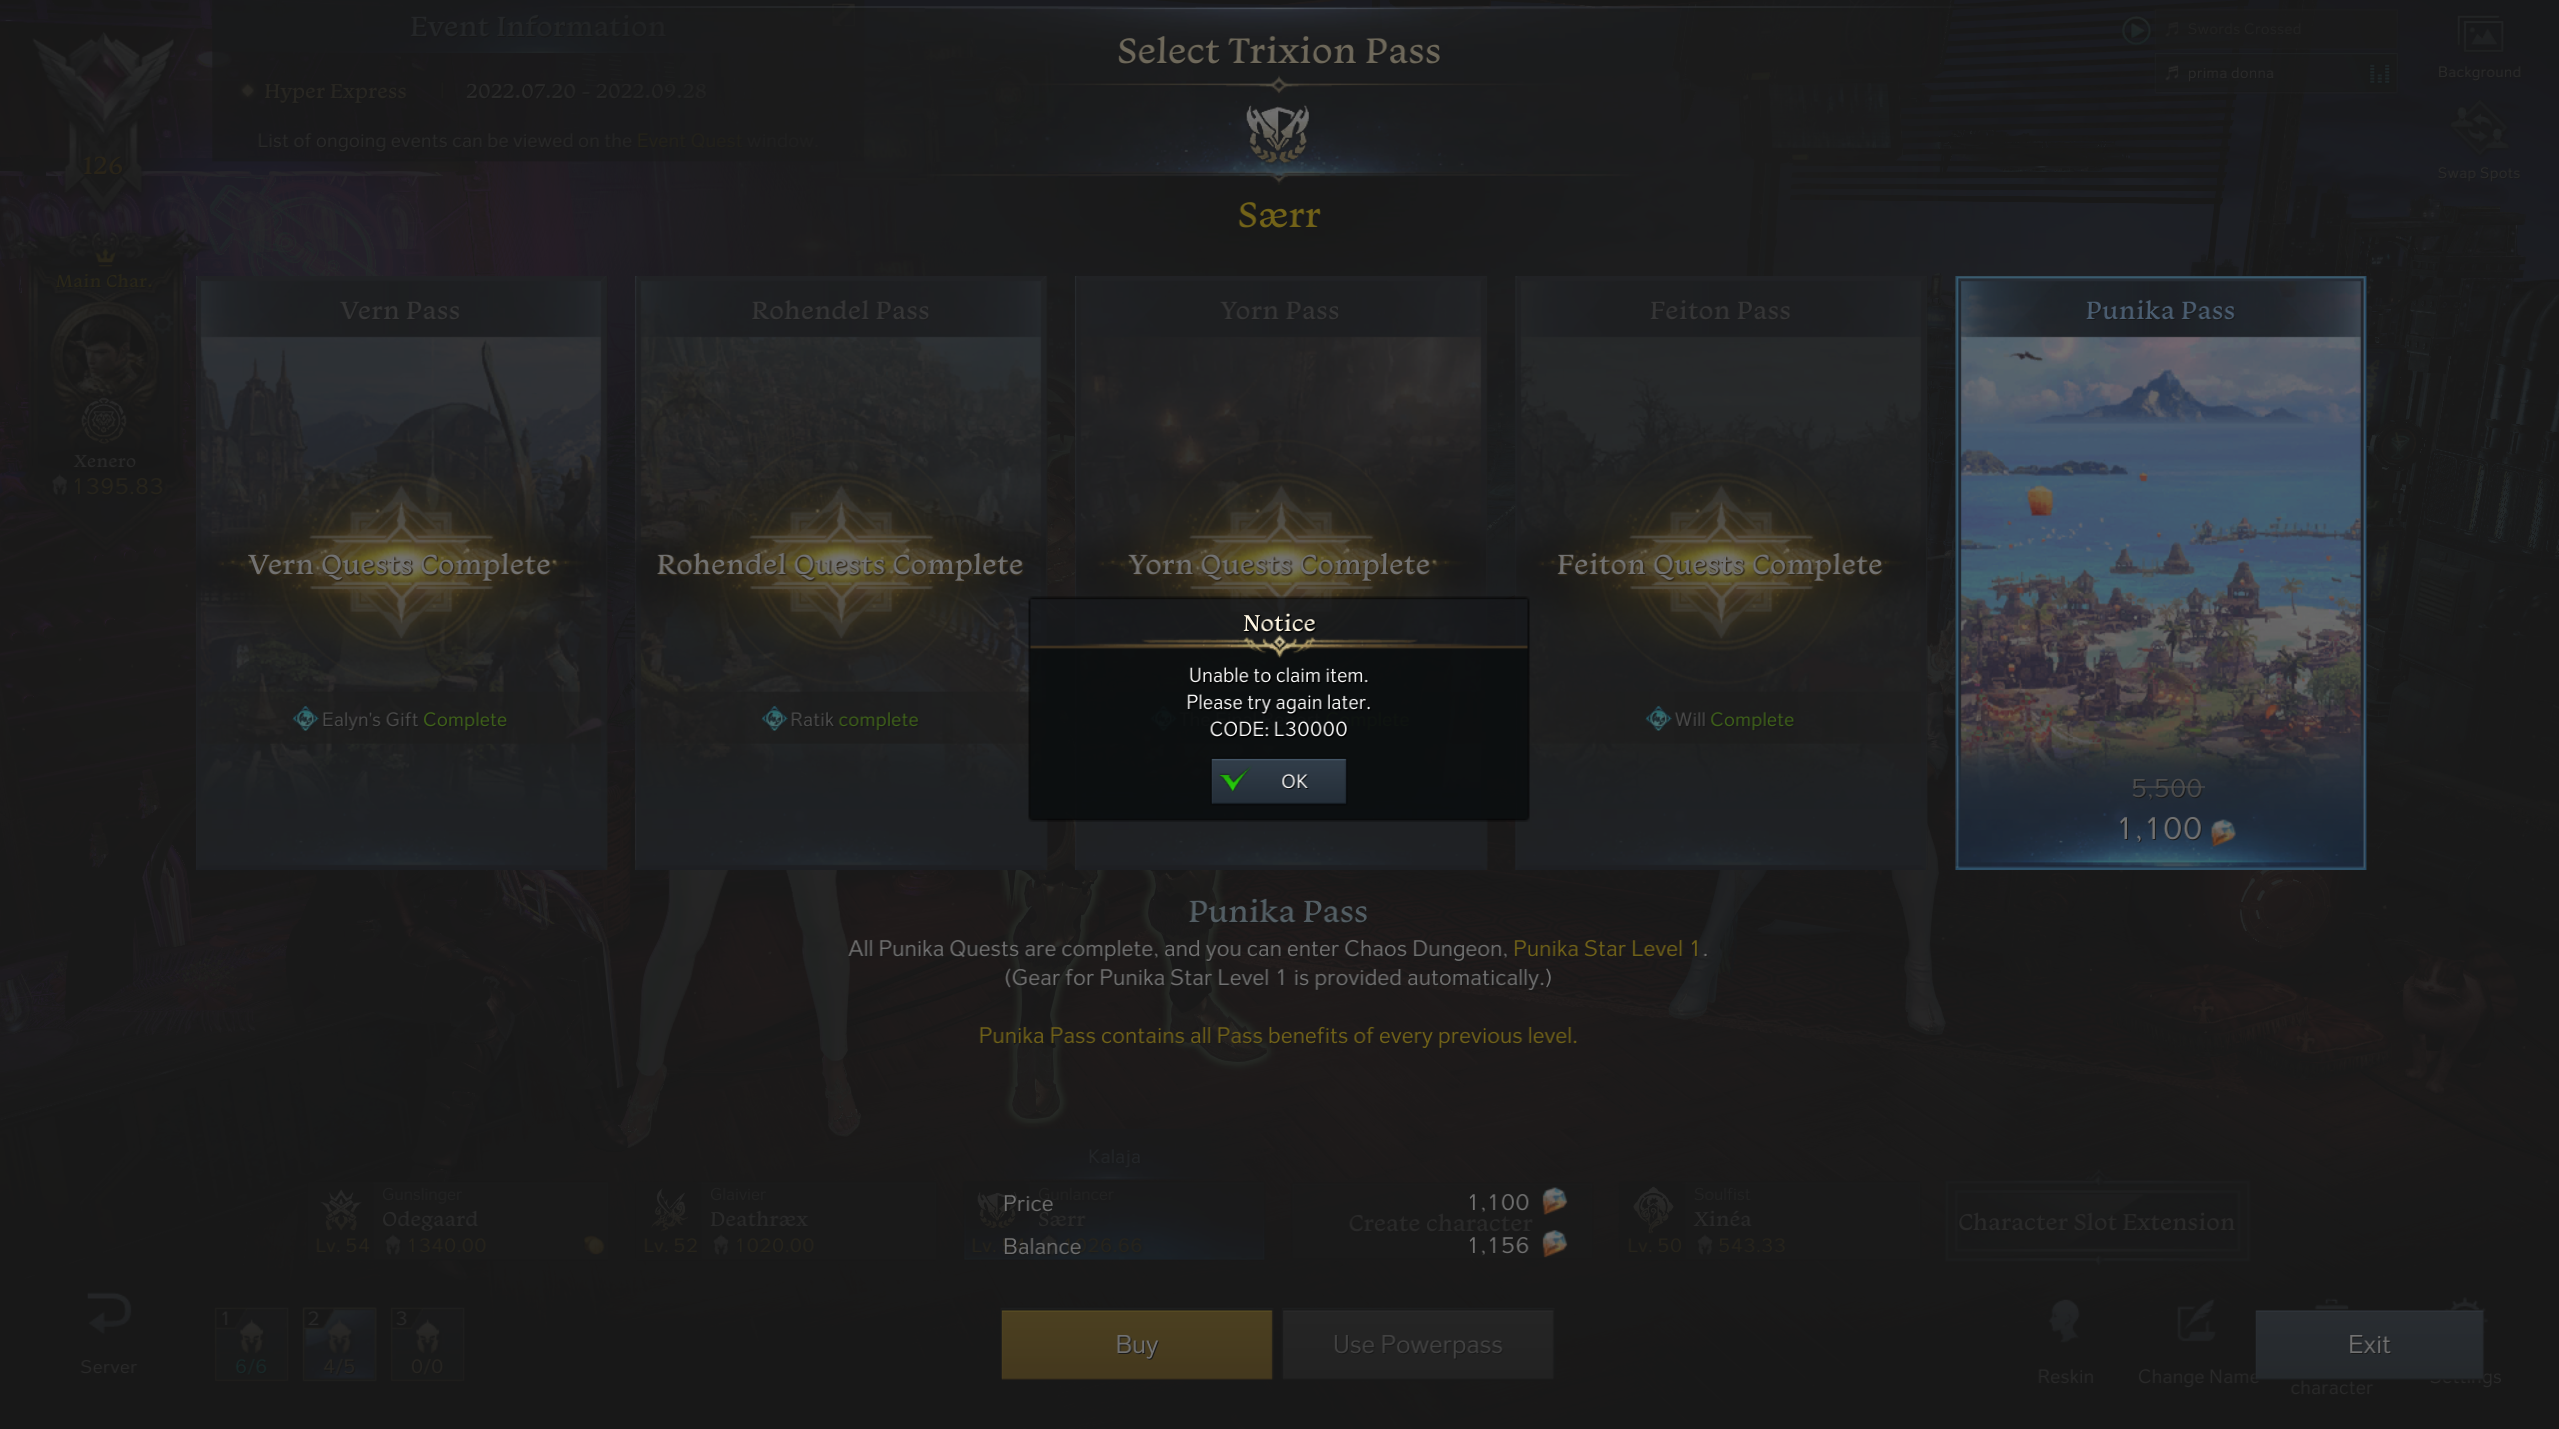 Event Information
Hyper Express | 2022.07.20 - 2022.09.28
List of ongoing events can be viewed on the Event Quest window
Select Trixion Pass
Særr
Swords Crossed
prima donna
Background
Swap Spots
126
Main Char.
Xenero
1395.83
Vern Pass
Vern Quests Complete
Ealyn's Gift Complete
Rohendel Pass
Rohendel Quests Complete
Ratik complete
Yorn Pass
Yorn Quests Complete
Feiton Pass
Feiton Quests Complete
Will Complete
Punika Pass
5,500
1,100
Notice
Unable to claim item.
Please try again later.
CODE: L30000
OK
Punika Pass
All Punika Quests are complete, and you can enter Chaos Dungeon, Punika Star Level 1.
(Gear for Punika Star Level 1 is provided automatically.)
Punika Pass contains all Pass benefits of every previous level.
Kalaja
Gunslinger
Odegaard
Lv. 54 1340.00
Glaivier
Deathræx
Lv. 52 1020.00
Gunlancer
Særr
Price 1,100
Create character
Balance 1,156
Soulfist
Xinéa
Lv. 50 543.33
Character Slot Extension
Server
1
6/6
2
4/5
3
0/0
Buy
Use Powerpass
Reskin
Change Name
character
Exit